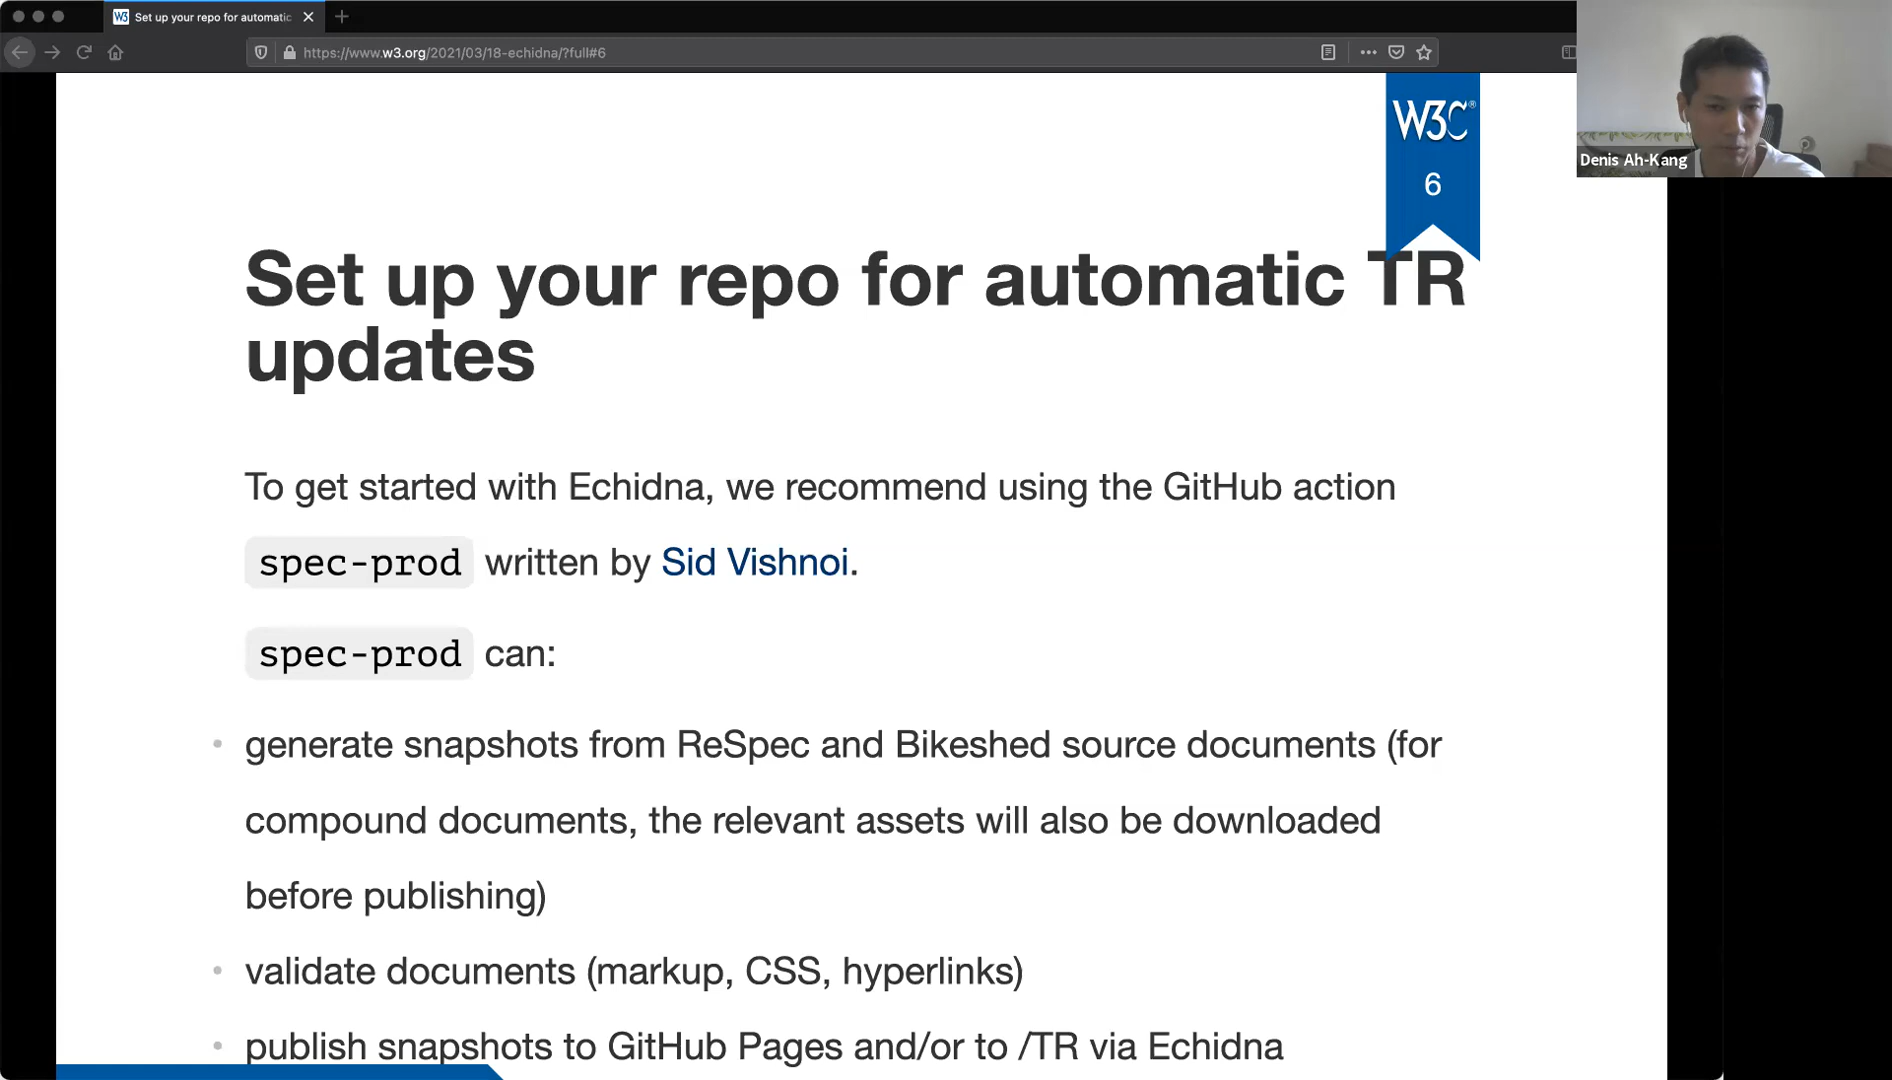 Set up your repo for automatic
https://www.w3.org/2021/03/18-echidna/?full#6
W3C®
6
Denis Ah-Kang
Set up your repo for automatic TR
updates
To get started with Echidna, we recommend using the GitHub action
spec-prod written by Sid Vishnoi.
spec-prod can:
generate snapshots from ReSpec and Bikeshed source documents (for
compound documents, the relevant assets will also be downloaded
before publishing)
validate documents (markup, CSS, hyperlinks)
publish snapshots to GitHub Pages and/or to /TR via Echidna